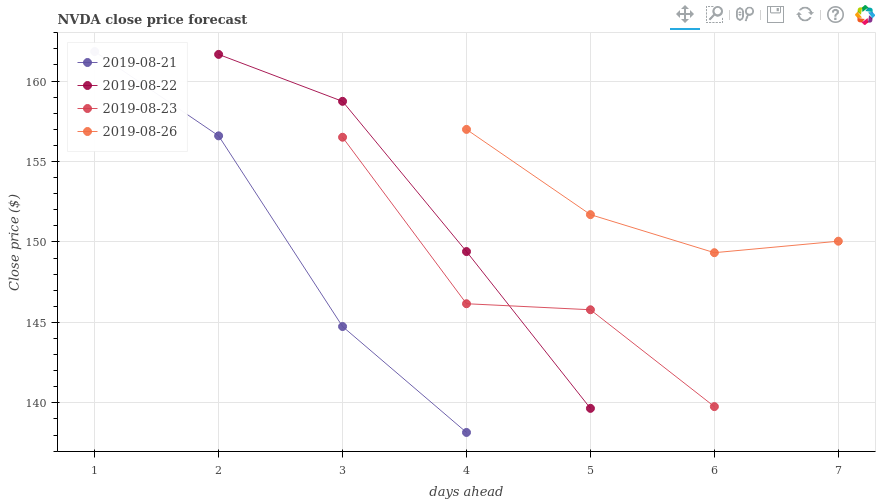 NVDA close price forecast
2019-08-21
2019-08-22
2019-08-23
2019-08-26
160
155
150
145
140
Close price ($)
1 2 3 4 5 6 7
days ahead